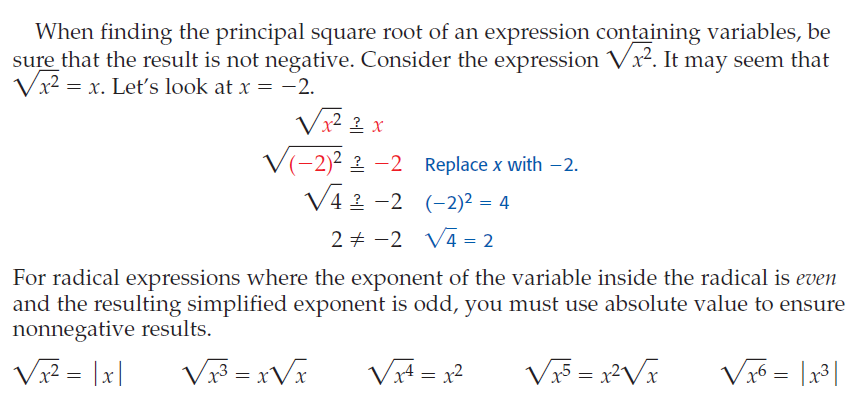 When finding the principal square root of an expression containing variables, be
sure that the result is not negative. Consider the expression √x². It may seem that
√x² = x. Let's look at x = −2.
√x² ≟ x
√(−2)² ≟ −2 Replace x with −2.
√4 ≟ −2 (−2)² = 4
2 ≠ −2 √4 = 2
For radical expressions where the exponent of the variable inside the radical is even
and the resulting simplified exponent is odd, you must use absolute value to ensure
nonnegative results.
√x² = |x| √x³ = x√x √x⁴ = x² √x⁵ = x²√x √x⁶ = |x³|